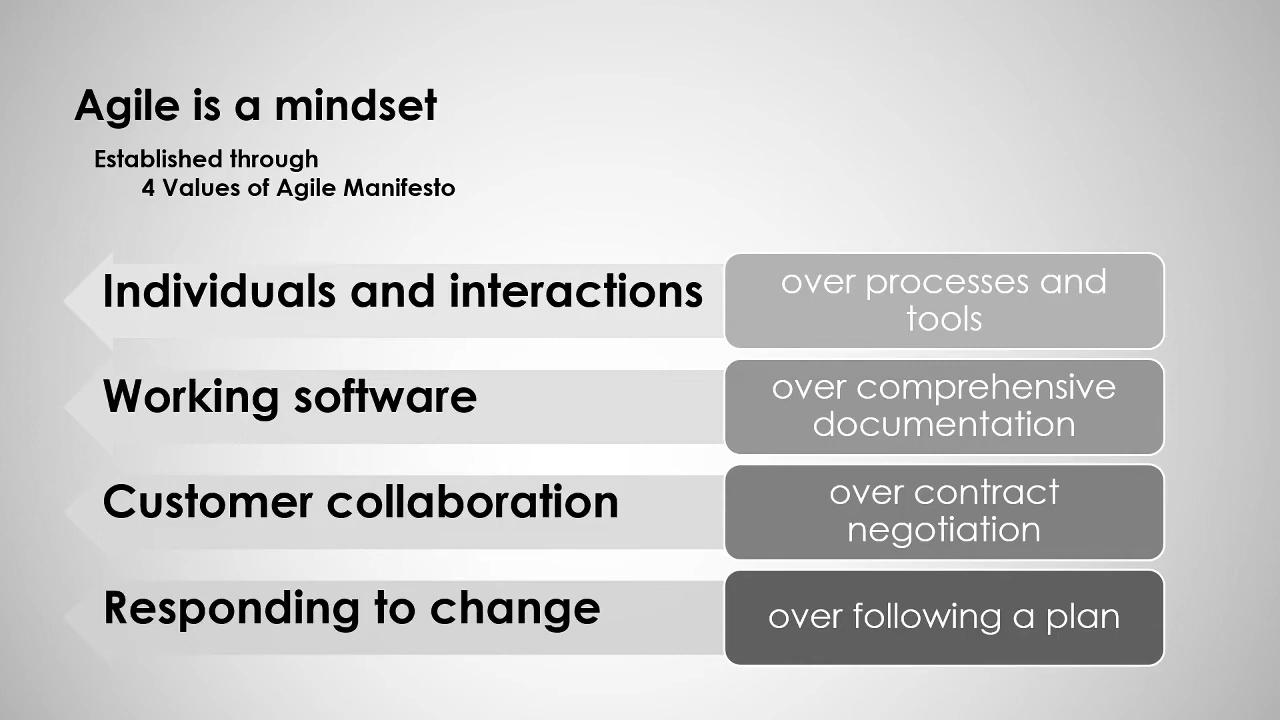 Agile is a mindset
Established through
4 Values of Agile Manifesto
Individuals and interactions
over processes and
tools
Working software
over comprehensive
documentation
Customer collaboration
over contract
negotiation
Responding to change
over following a plan